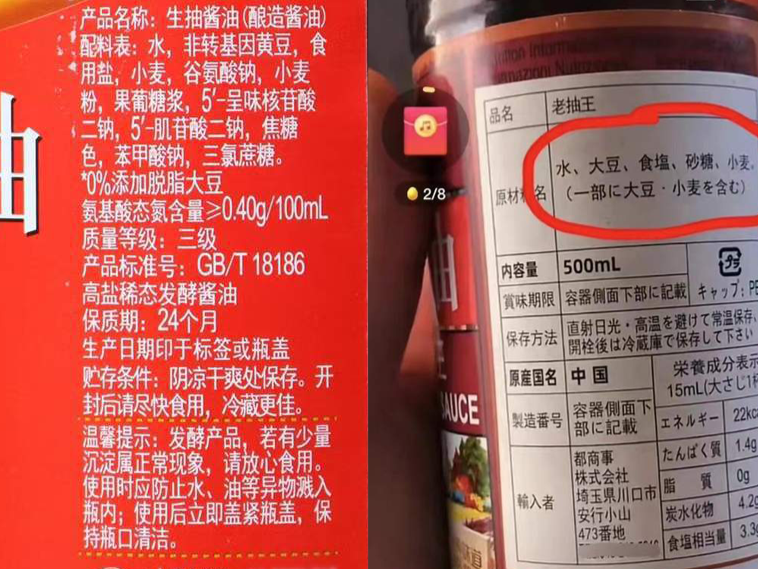 产品名称：生抽酱油(酿造酱油)
配料表：水，非转基因黄豆，食
用盐，小麦，谷氨酸钠，小麦
粉，果葡糖浆，5′-呈味核苷酸
二钠，5′-肌苷酸二钠，焦糖
色，苯甲酸钠，三氯蔗糖。
*0%添加脱脂大豆
氨基酸态氮含量≥0.40g/100mL
质量等级：三级
产品标准号：GB/T 18186
高盐稀态发酵酱油
保质期：24个月
生产日期印于标签或瓶盖
贮存条件：阴凉干爽处保存。开
封后请尽快食用，冷藏更佳。
温馨提示：发酵产品，若有少量
沉淀属正常现象，请放心食用。
使用时应防止水、油等异物溅入
瓶内；使用后立即盖紧瓶盖，保
持瓶口清洁。
抽
2/8
抽
王
SAUCE
味道
品名 老抽王
原材料名
水、大豆、食塩、砂糖、小麦、
（一部に大豆・小麦を含む）
内容量 500mL
プラ
キャップ：PE
賞味期限 容器側面下部に記載
保存方法 直射日光・高温を避けて常温保存、
開栓後は冷蔵庫で保存して下さい
原産国名 中国
製造番号 容器側面下
部に記載
輸入者
都商事
株式会社
埼玉県川口市
安行小山
473番地
栄養成分表示
15mL(大さじ1杯
エネルギー 22kc
たんぱく質 1.4g
脂質 0g
炭水化物 4.2g
食塩相当量 3.3g